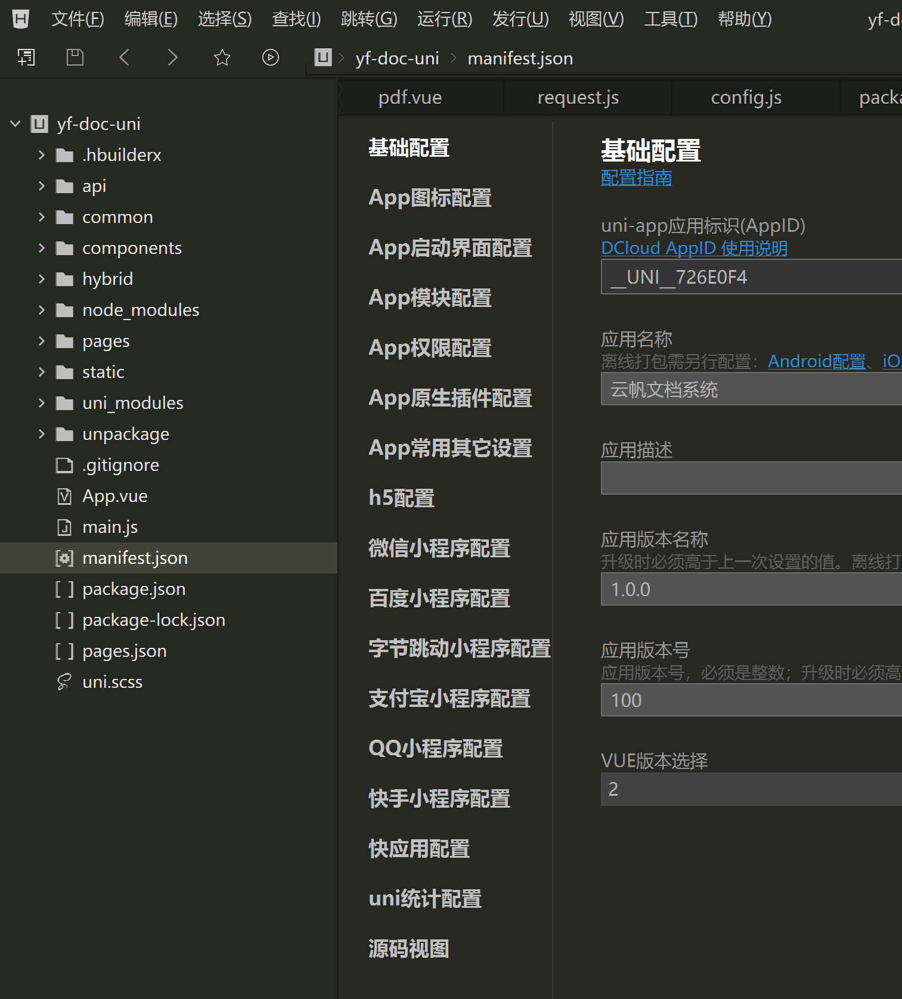 文件(F) 编辑(E) 选择(S) 查找(I) 跳转(G) 运行(R) 发行(U) 视图(V) 工具(T) 帮助(Y) yf-do
yf-doc-uni manifest.json
pdf.vue request.js config.js packa
yf-doc-uni
.hbuilderx
api
common
components
hybrid
node_modules
pages
static
uni_modules
unpackage
.gitignore
App.vue
main.js
manifest.json
package.json
package-lock.json
pages.json
uni.scss
基础配置
App图标配置
App启动界面配置
App模块配置
App权限配置
App原生插件配置
App常用其它设置
h5配置
微信小程序配置
百度小程序配置
字节跳动小程序配置
支付宝小程序配置
QQ小程序配置
快手小程序配置
快应用配置
uni统计配置
源码视图
基础配置
配置指南
uni-app应用标识(AppID)
DCloud AppID 使用说明
__UNI__726E0F4
应用名称
离线打包需另行配置：Android配置、iO
云帆文档系统
应用描述
应用版本名称
升级时必须高于上一次设置的值。离线打
1.0.0
应用版本号
应用版本号，必须是整数；升级时必须高
100
VUE版本选择
2